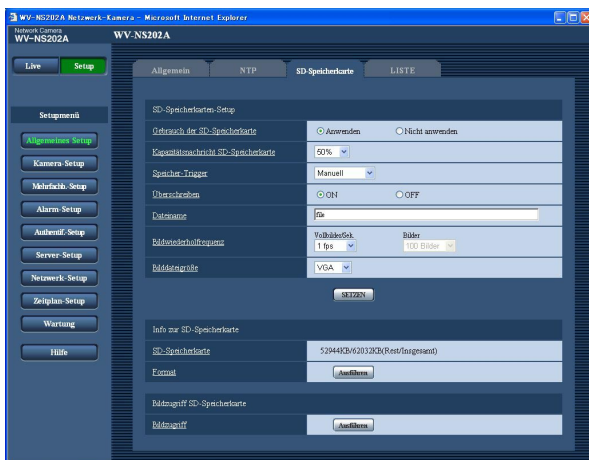 WV-NS202A Netzwerk-Kamera - Microsoft Internet Explorer
Network Camera
WV-NS202A
WV-NS202A
Live
Setup
Allgemein
NTP
SD-Speicherkarte
LISTE
Setupmenü
Allgemeines Setup
Kamera-Setup
Mehrfachb.-Setup
Alarm-Setup
Authentif.-Setup
Server-Setup
Netzwerk-Setup
Zeitplan-Setup
Wartung
Hilfe
SD-Speicherkarten-Setup
Gebrauch der SD-Speicherkarte
Anwenden
Nicht anwenden
Kapazitätsnachricht SD-Speicherkarte
50%
Speicher-Trigger
Manuell
Überschreiben
ON
OFF
Dateiname
file
Bildwiederholfrequenz
Vollbilder/Sek.
Bilder
1 fps
100 Bilder
Bilddateigröße
VGA
SETZEN
Info zur SD-Speicherkarte
SD-Speicherkarte
52944KB/62032KB(Rest/Insgesamt)
Format
Ausführen
Bildzugriff SD-Speicherkarte
Bildzugriff
Ausführen